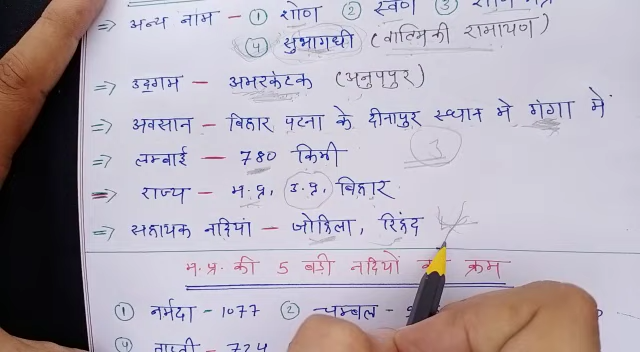 ⇒ अन्य नाम - ① शोण ② स्वर्ण ③
④ सुभागधी (वाल्मिकी रामायण)
⇒ उद्गम - अमरकंटक (अनुपपुर)
⇒ अवसान - बिहार पटना के दीनापुर स्थान मे गंगा में
⇒ लम्बाई - 780 किमी 3
⇒ राज्य - म.प्र, उ.प्र, बिहार
⇒ सहायक नदियां - जोहिला, रिहंद
म.प्र. की 5 बडी नदियों का क्रम
① नर्मदा - 1077 ② चम्बल -
④ ताप्ती - 724